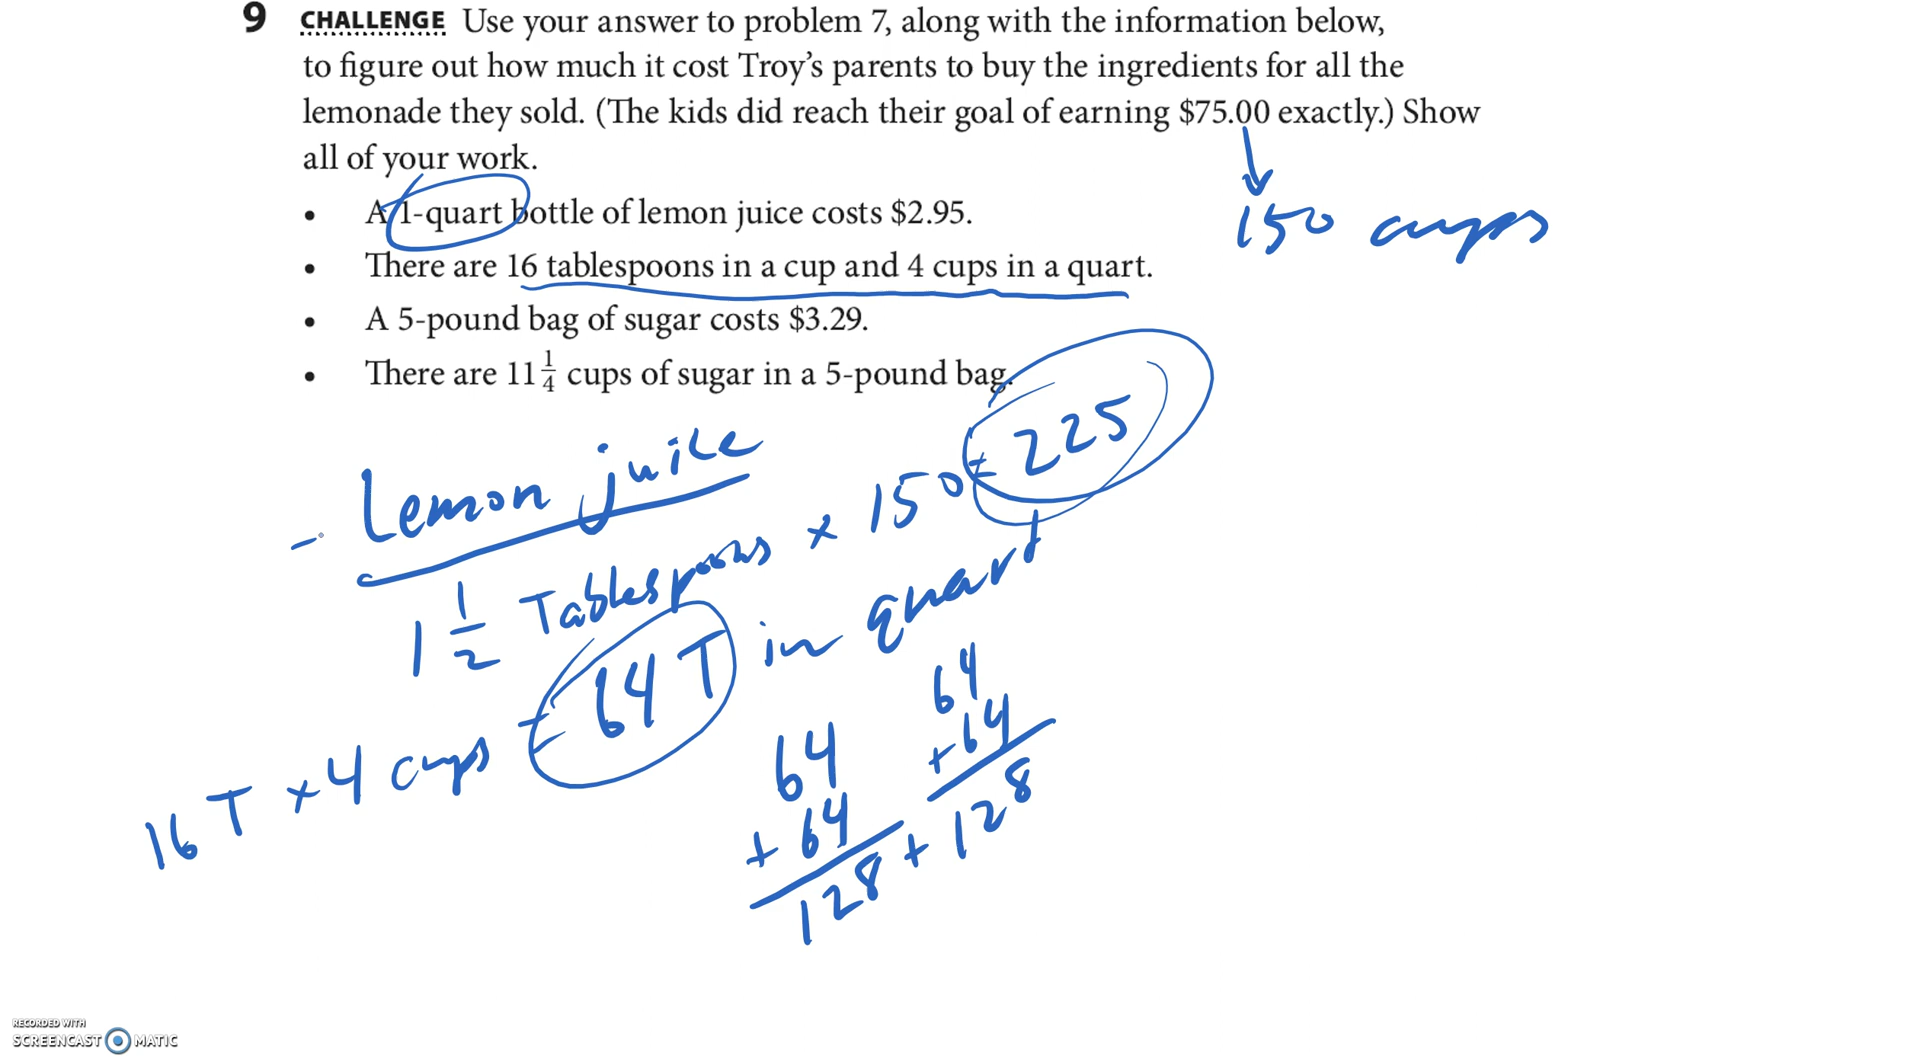 9 CHALLENGE Use your answer to problem 7, along with the information below,
to figure out how much it cost Troy's parents to buy the ingredients for all the
lemonade they sold. (The kids did reach their goal of earning $75.00 exactly.) Show
all of your work.
• A 1-quart bottle of lemon juice costs $2.95.
150 cups
• There are 16 tablespoons in a cup and 4 cups in a quart.
• A 5-pound bag of sugar costs $3.29.
• There are 11 1/4 cups of sugar in a 5-pound bag.
- Lemon juice
1 1/2 Tablespoons × 150 = 225
16 T × 4 cups = 64 T in quart
64
+ 64
128 + 128
64
+ 64
RECORDED WITH
SCREENCAST MATIC